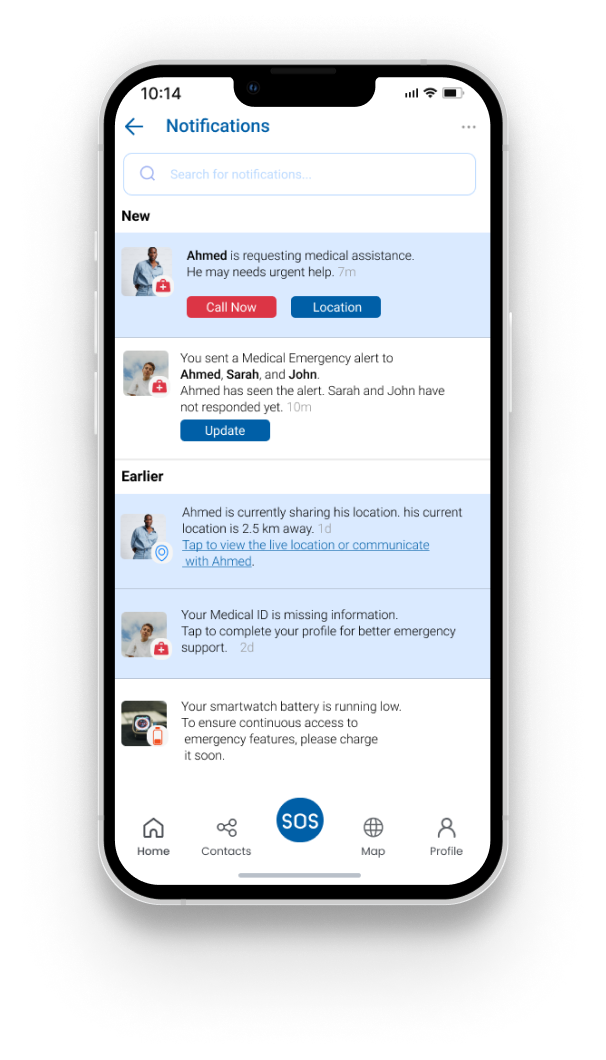 10:14
Notifications
Search for notifications...
New
Ahmed is requesting medical assistance.
He may needs urgent help. 7m
Call Now
Location
You sent a Medical Emergency alert to
Ahmed, Sarah, and John.
Ahmed has seen the alert. Sarah and John have
not responded yet. 10m
Update
Earlier
Ahmed is currently sharing his location. his current
location is 2.5 km away. 1d
Tap to view the live location or communicate
with Ahmed.
Your Medical ID is missing information.
Tap to complete your profile for better emergency
support. 2d
Your smartwatch battery is running low.
To ensure continuous access to
emergency features, please charge
it soon.
SOS
Home
Contacts
Map
Profile